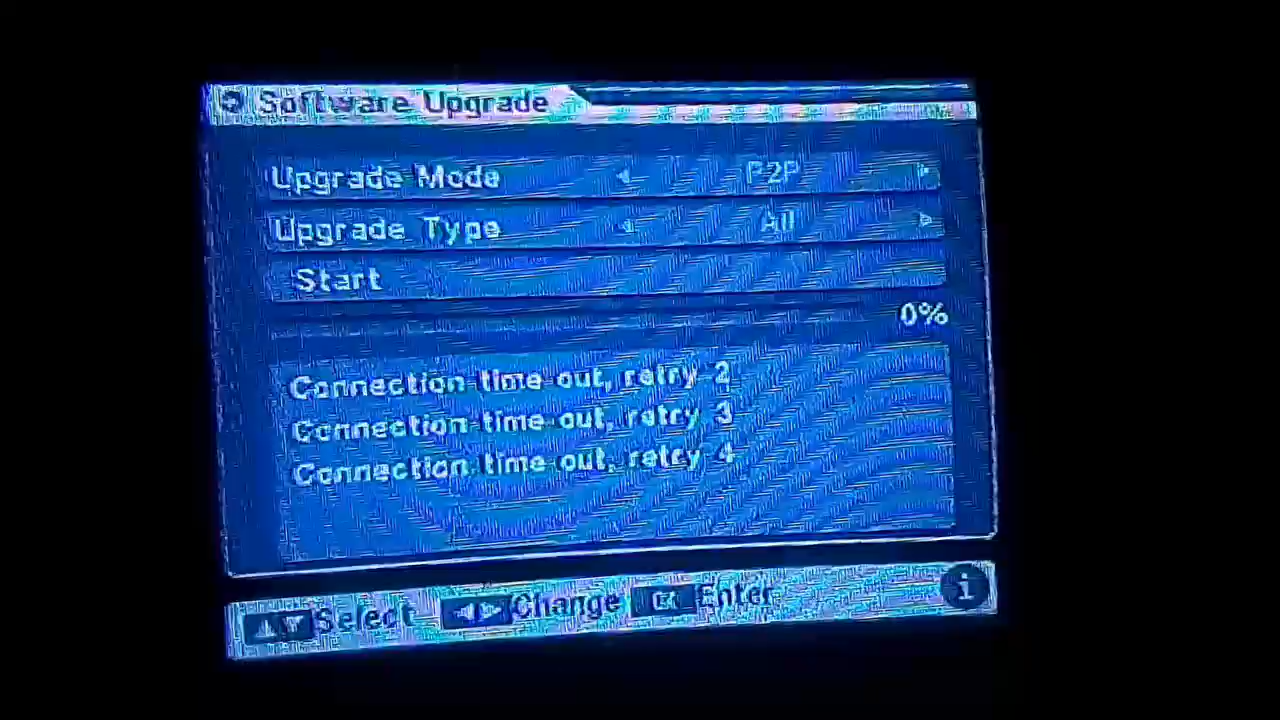 Software Upgrade
Upgrade Mode P2P
Upgrade Type All
Start
0%
Connection time out, retry 2
Connection time out, retry 3
Connection time out, retry 4
Select Change Enter